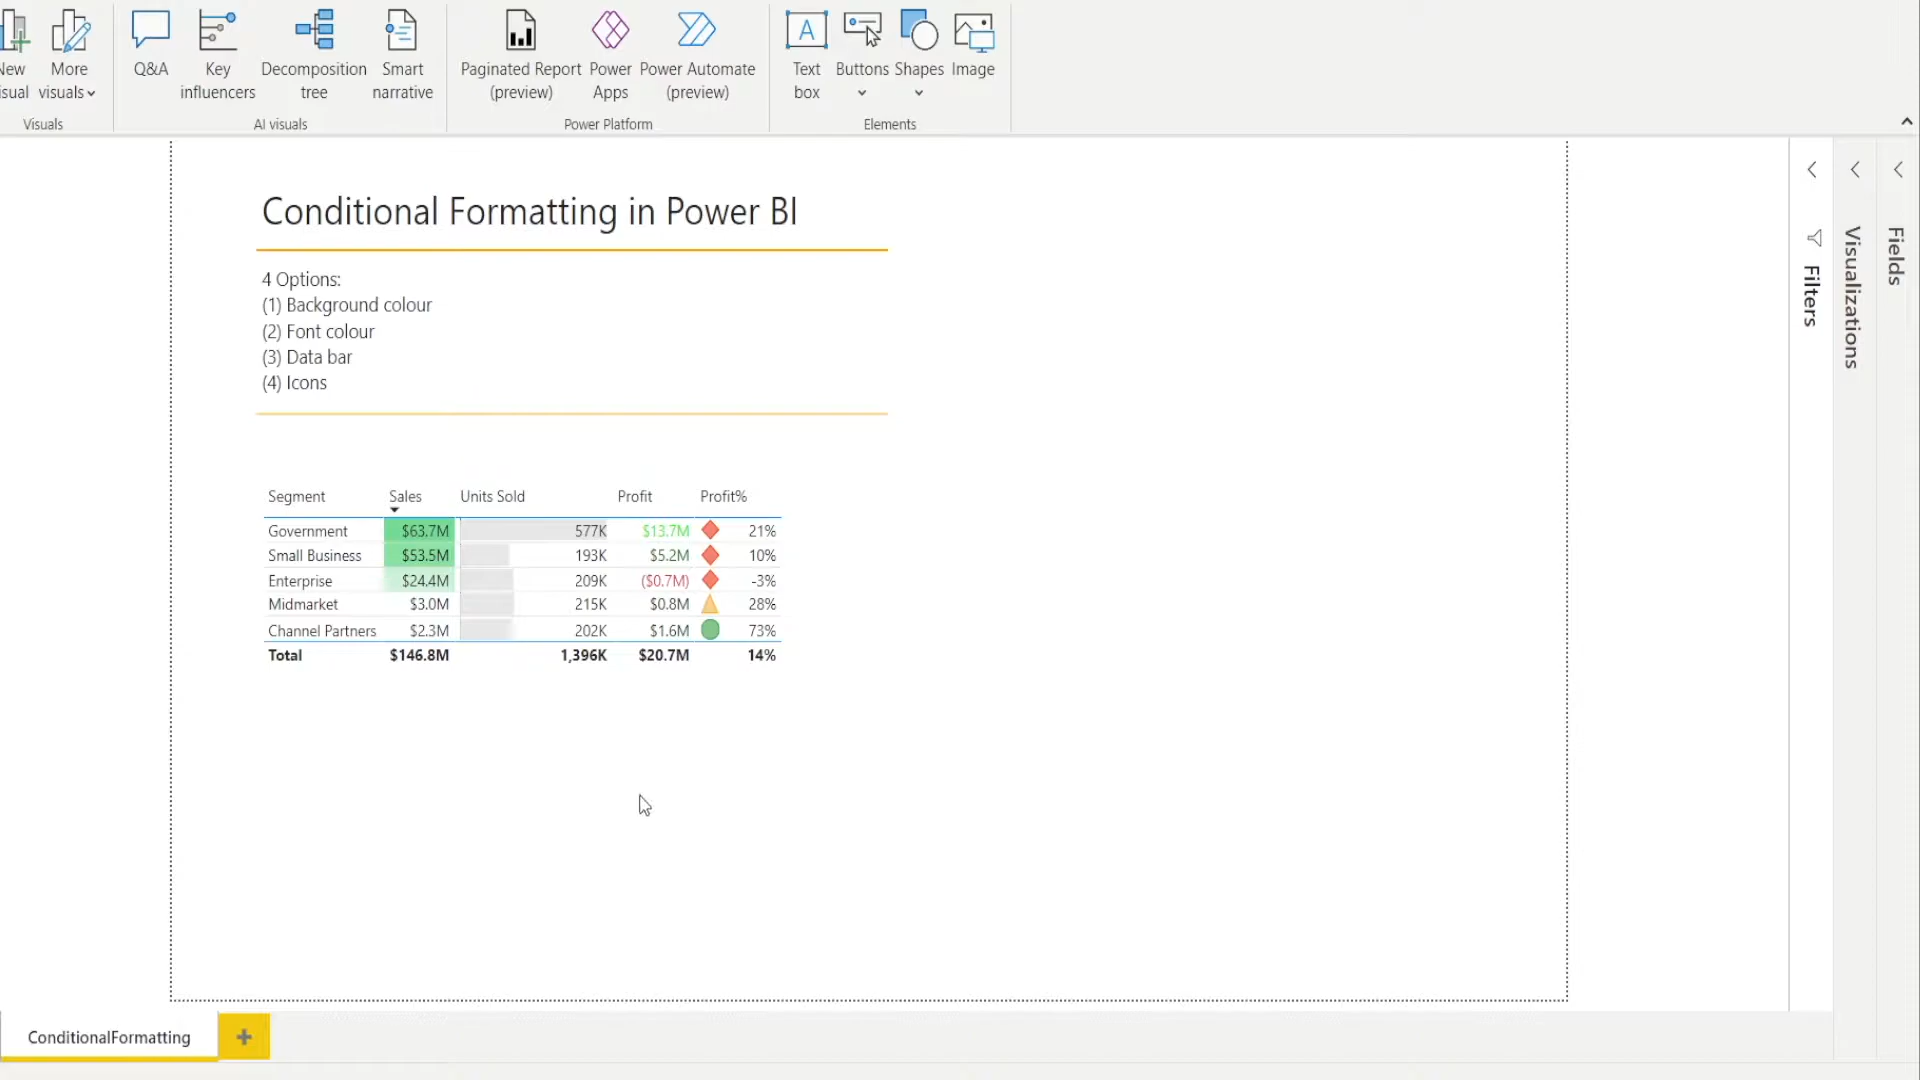 New visual
More visuals
Visuals
Q&A
Key influencers
Decomposition tree
Smart narrative
AI visuals
Paginated Report (preview)
Power Apps
Power Automate (preview)
Power Platform
Text box
Buttons
Shapes
Image
Elements
Conditional Formatting in Power BI
4 Options:
(1) Background colour
(2) Font colour
(3) Data bar
(4) Icons
Segment Sales Units Sold Profit Profit%
Government $63.7M 577K $13.7M 21%
Small Business $53.5M 193K $5.2M 10%
Enterprise $24.4M 209K ($0.7M) -3%
Midmarket $3.0M 215K $0.8M 28%
Channel Partners $2.3M 202K $1.6M 73%
Total $146.8M 1,396K $20.7M 14%
Filters
Visualizations
Fields
ConditionalFormatting